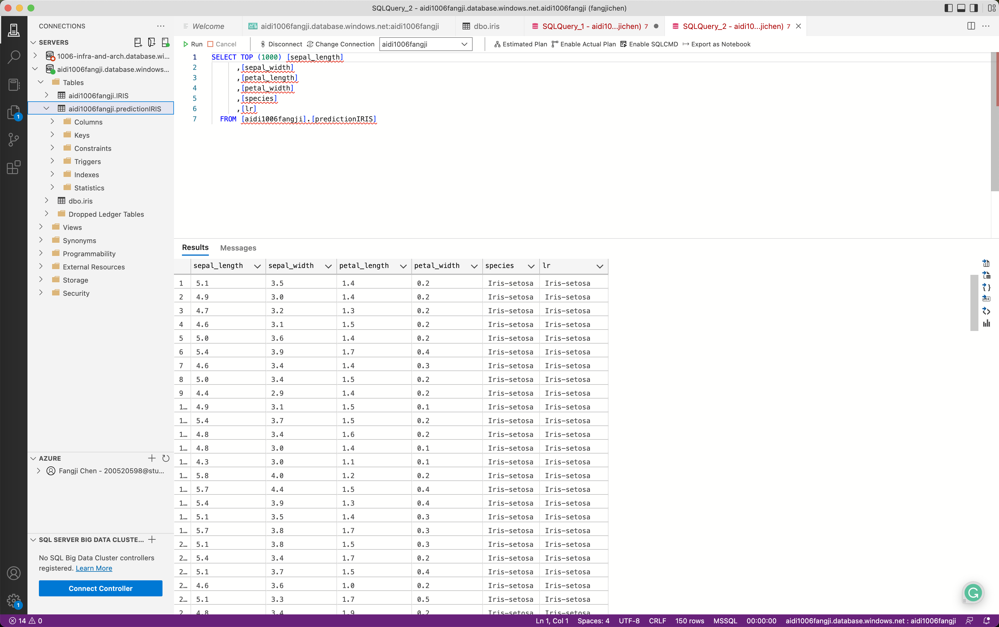 SQLQuery_2 - aidi1006fangji.database.windows.net.aidi1006fangji (fangjichen)
CONNECTIONS
Welcome
aidi1006fangji.database.windows.net:aidi1006fangji
dbo.iris
SQLQuery_1 - aidi10...jichen) 7
SQLQuery_2 - aidi10...jichen) 7
SERVERS
1006-infra-and-arch.database.wi...
aidi1006fangji.database.windows...
Tables
aidi1006fangji.IRIS
aidi1006fangji.predictionIRIS
Columns
Keys
Constraints
Triggers
Indexes
Statistics
dbo.iris
Dropped Ledger Tables
Views
Synonyms
Programmability
External Resources
Storage
Security
1
AZURE
Fangji Chen - 200520598@stu...
SQL SERVER BIG DATA CLUSTE...
No SQL Big Data Cluster controllers
registered. Learn More
Connect Controller
1
Run Cancel Disconnect Change Connection aidi1006fangji Estimated Plan Enable Actual Plan Enable SQLCMD Export as Notebook
1 SELECT TOP (1000) [sepal_length]
2 ,[sepal_width]
3 ,[petal_length]
4 ,[petal_width]
5 ,[species]
6 ,[lr]
7 FROM [aidi1006fangji].[predictionIRIS]
Results Messages
sepal_length sepal_width petal_length petal_width species lr
1 5.1 3.5 1.4 0.2 Iris-setosa Iris-setosa
2 4.9 3.0 1.4 0.2 Iris-setosa Iris-setosa
3 4.7 3.2 1.3 0.2 Iris-setosa Iris-setosa
4 4.6 3.1 1.5 0.2 Iris-setosa Iris-setosa
5 5.0 3.6 1.4 0.2 Iris-setosa Iris-setosa
6 5.4 3.9 1.7 0.4 Iris-setosa Iris-setosa
7 4.6 3.4 1.4 0.3 Iris-setosa Iris-setosa
8 5.0 3.4 1.5 0.2 Iris-setosa Iris-setosa
9 4.4 2.9 1.4 0.2 Iris-setosa Iris-setosa
1... 4.9 3.1 1.5 0.1 Iris-setosa Iris-setosa
1... 5.4 3.7 1.5 0.2 Iris-setosa Iris-setosa
1... 4.8 3.4 1.6 0.2 Iris-setosa Iris-setosa
1... 4.8 3.0 1.4 0.1 Iris-setosa Iris-setosa
1... 4.3 3.0 1.1 0.1 Iris-setosa Iris-setosa
1... 5.8 4.0 1.2 0.2 Iris-setosa Iris-setosa
1... 5.7 4.4 1.5 0.4 Iris-setosa Iris-setosa
1... 5.4 3.9 1.3 0.4 Iris-setosa Iris-setosa
1... 5.1 3.5 1.4 0.3 Iris-setosa Iris-setosa
1... 5.7 3.8 1.7 0.3 Iris-setosa Iris-setosa
2... 5.1 3.8 1.5 0.3 Iris-setosa Iris-setosa
2... 5.4 3.4 1.7 0.2 Iris-setosa Iris-setosa
2... 5.1 3.7 1.5 0.4 Iris-setosa Iris-setosa
2... 4.6 3.6 1.0 0.2 Iris-setosa Iris-setosa
2... 5.1 3.3 1.7 0.5 Iris-setosa Iris-setosa
2 4.8 3.4 1.9 0.2 Iris-setosa Iris-setosa
14 0 Ln 1, Col 1 Spaces: 4 UTF-8 CRLF 150 rows MSSQL 00:00:00 aidi1006fangji.database.windows.net : aidi1006fangji